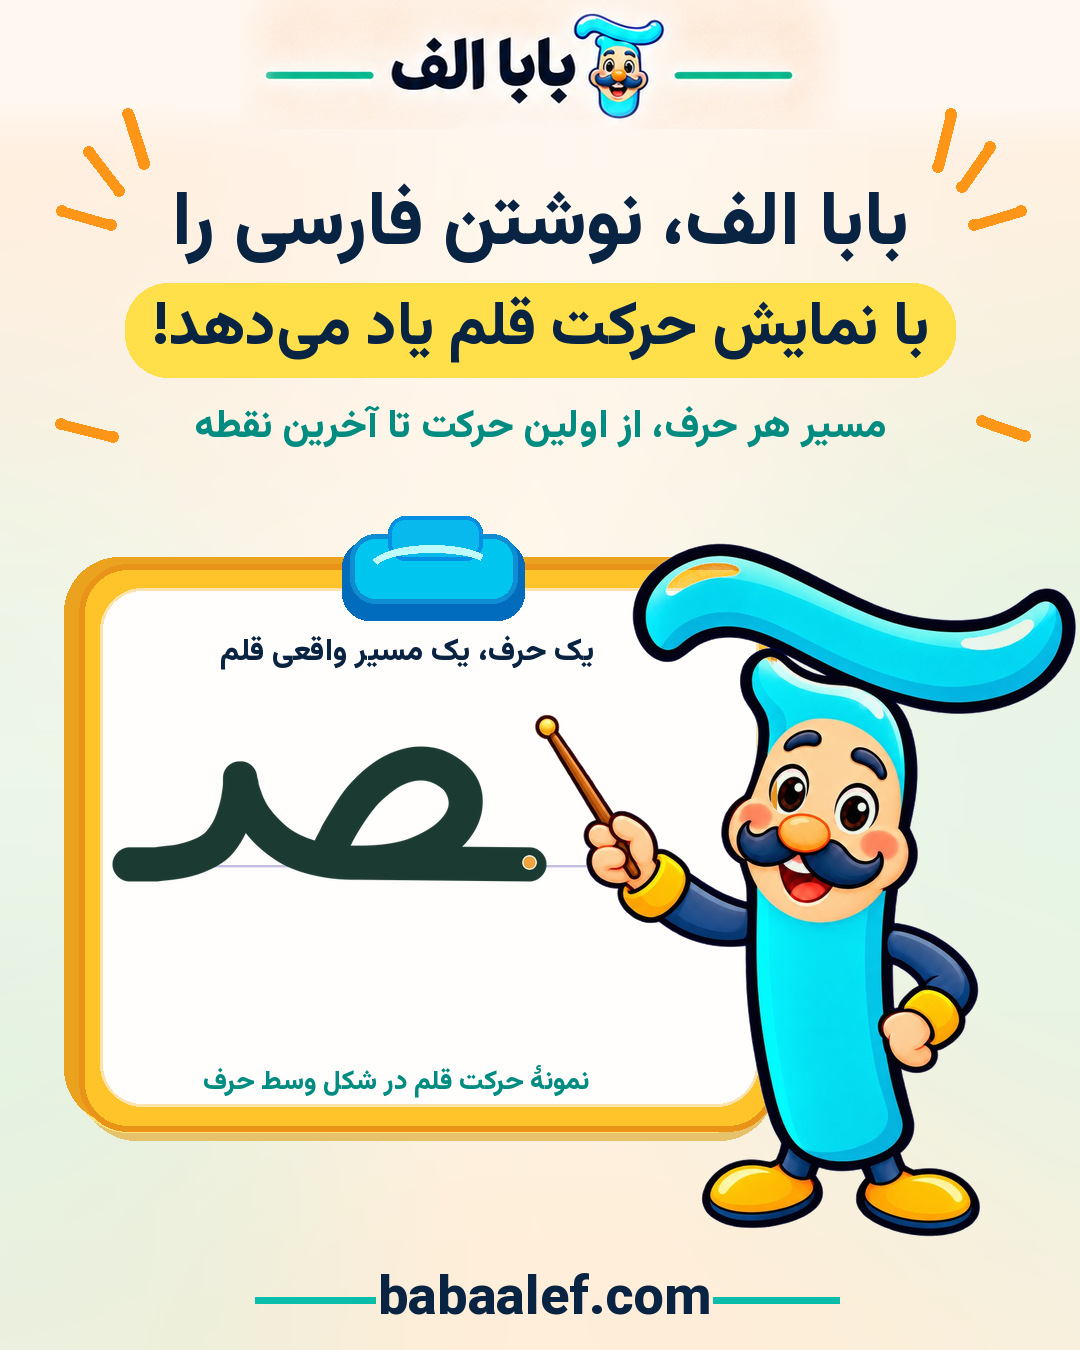 بابا الف
بابا الف، نوشتن فارسی را
با نمایش حرکت قلم یاد می‌دهد!
مسیر هر حرف، از اولین حرکت تا آخرین نقطه
یک حرف، یک مسیر واقعی قلم
ـصـ
نمونهٔ حرکت قلم در شکل وسط حرف
babaalef.com